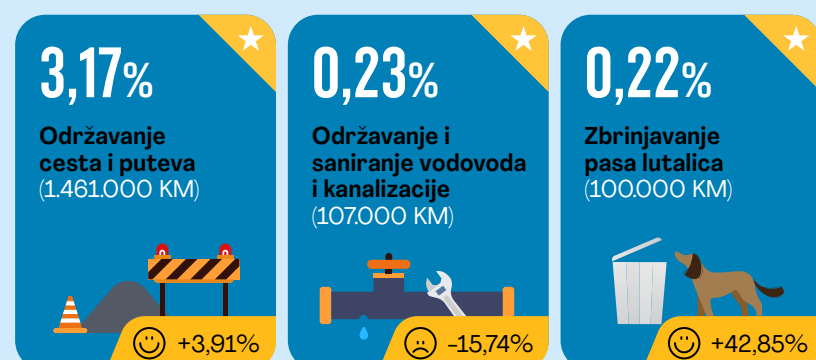 3,17%
Održavanje
cesta i puteva
(1.461.000 KM)
+3,91%
0,23%
Održavanje i
saniranje vodovoda
i kanalizacije
(107.000 KM)
-15,74%
0,22%
Zbrinjavanje
pasa lutalica
(100.000 KM)
+42,85%